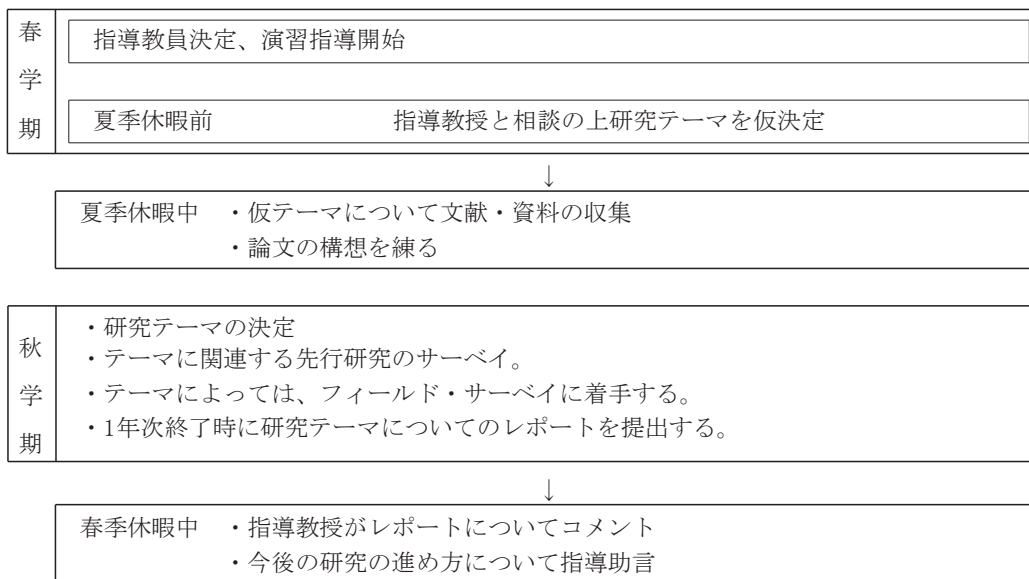 春学期
指導教員決定、演習指導開始
夏季休暇前 指導教授と相談の上研究テーマを仮決定
↓
夏季休暇中 ・仮テーマについて文献・資料の収集
・論文の構想を練る
秋学期
・研究テーマの決定
・テーマに関連する先行研究のサーベイ。
・テーマによっては、フィールド・サーベイに着手する。
・1年次終了時に研究テーマについてのレポートを提出する。
↓
春季休暇中 ・指導教授がレポートについてコメント
・今後の研究の進め方について指導助言